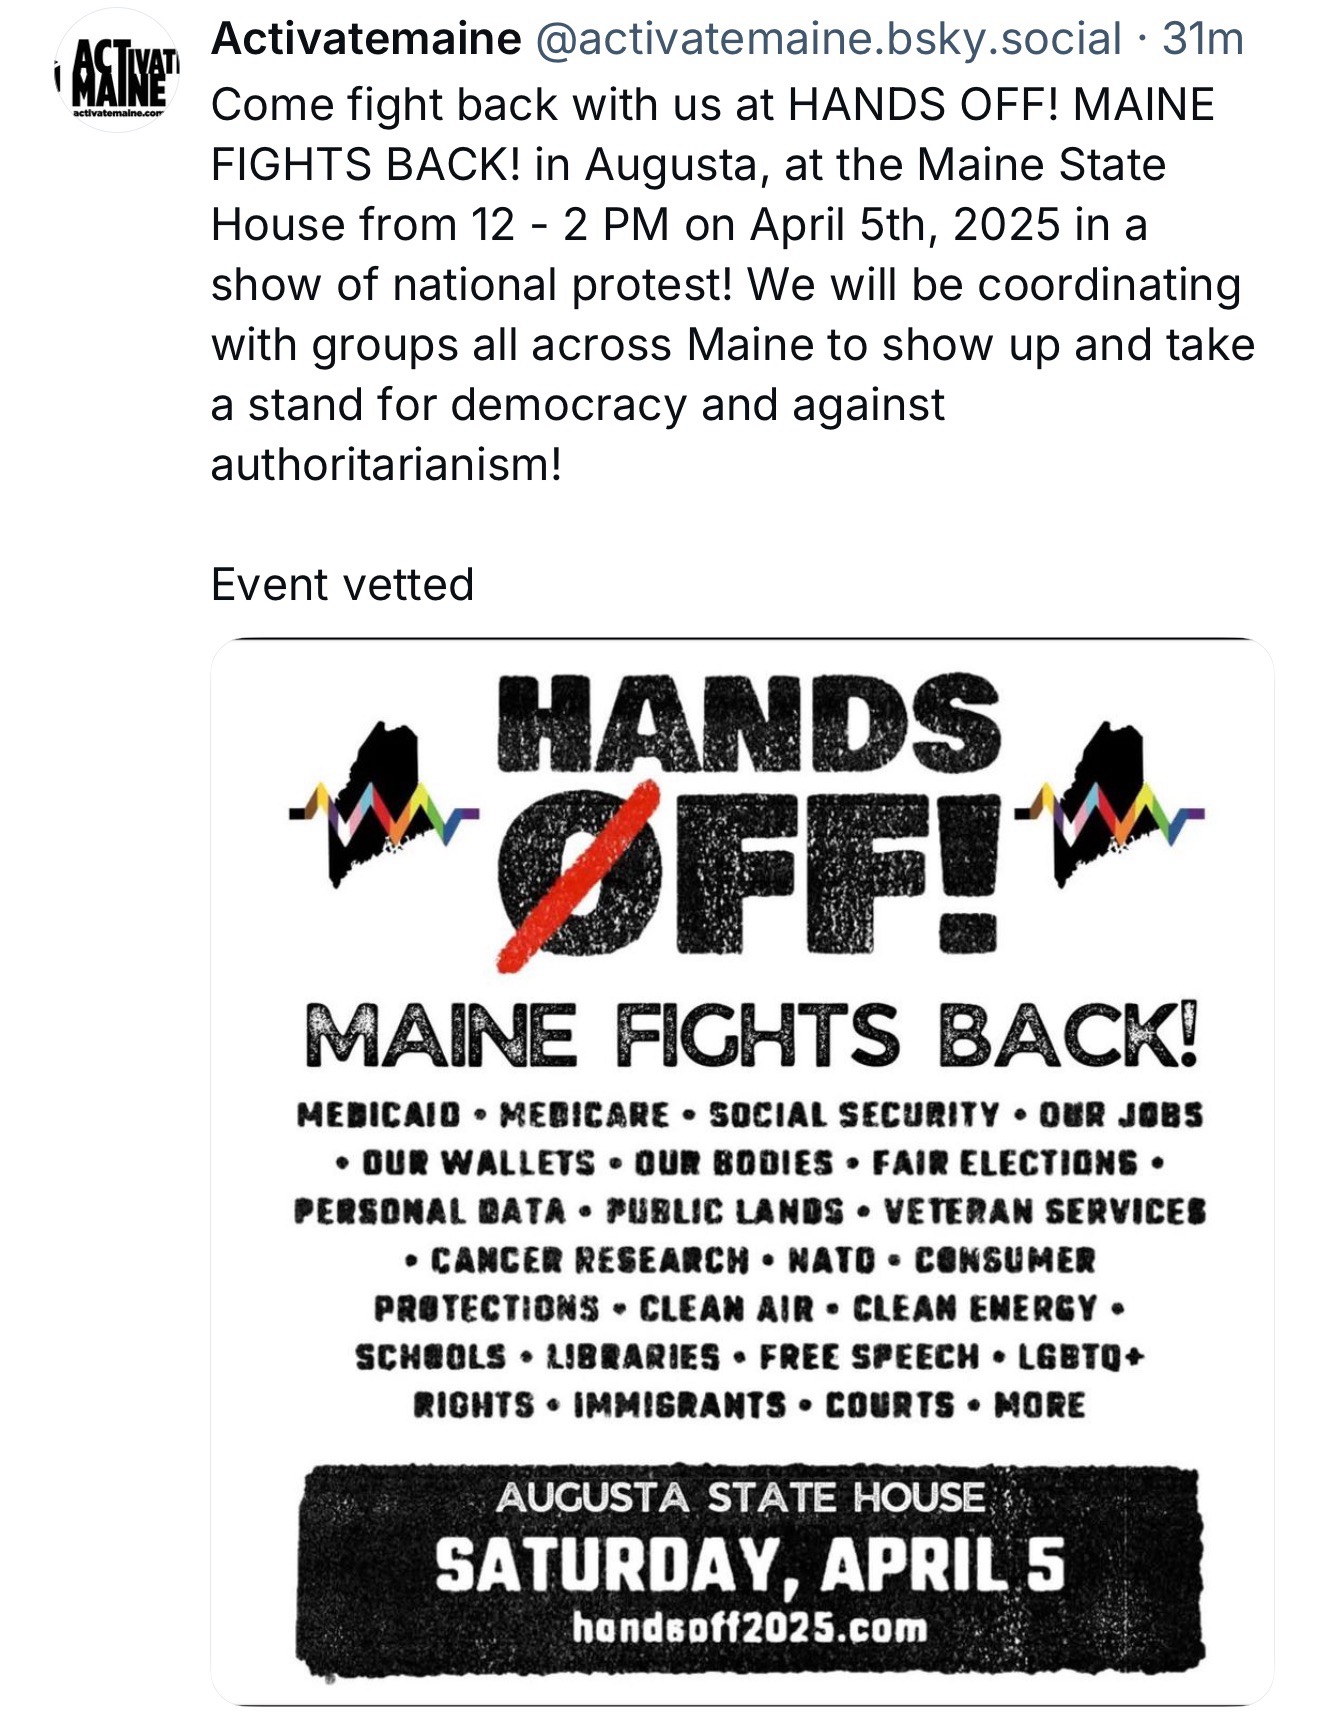 ACTIVAT
MAINE
activatemaine.com
Activatemaine @activatemaine.bsky.social · 31m
Come fight back with us at HANDS OFF! MAINE
FIGHTS BACK! in Augusta, at the Maine State
House from 12 - 2 PM on April 5th, 2025 in a
show of national protest! We will be coordinating
with groups all across Maine to show up and take
a stand for democracy and against
authoritarianism!
Event vetted
HANDS
OFF!
MAINE FIGHTS BACK!
MEDICAID • MEDICARE • SOCIAL SECURITY • OUR JOBS
• OUR WALLETS • OUR BODIES • FAIR ELECTIONS •
PERSONAL DATA • PUBLIC LANDS • VETERAN SERVICES
• CANCER RESEARCH • NATO • CONSUMER
PROTECTIONS • CLEAN AIR • CLEAN ENERGY •
SCHOOLS • LIBRARIES • FREE SPEECH • LGBTQ+
RIGHTS • IMMIGRANTS • COURTS • MORE
AUGUSTA STATE HOUSE
SATURDAY, APRIL 5
handsoff2025.com